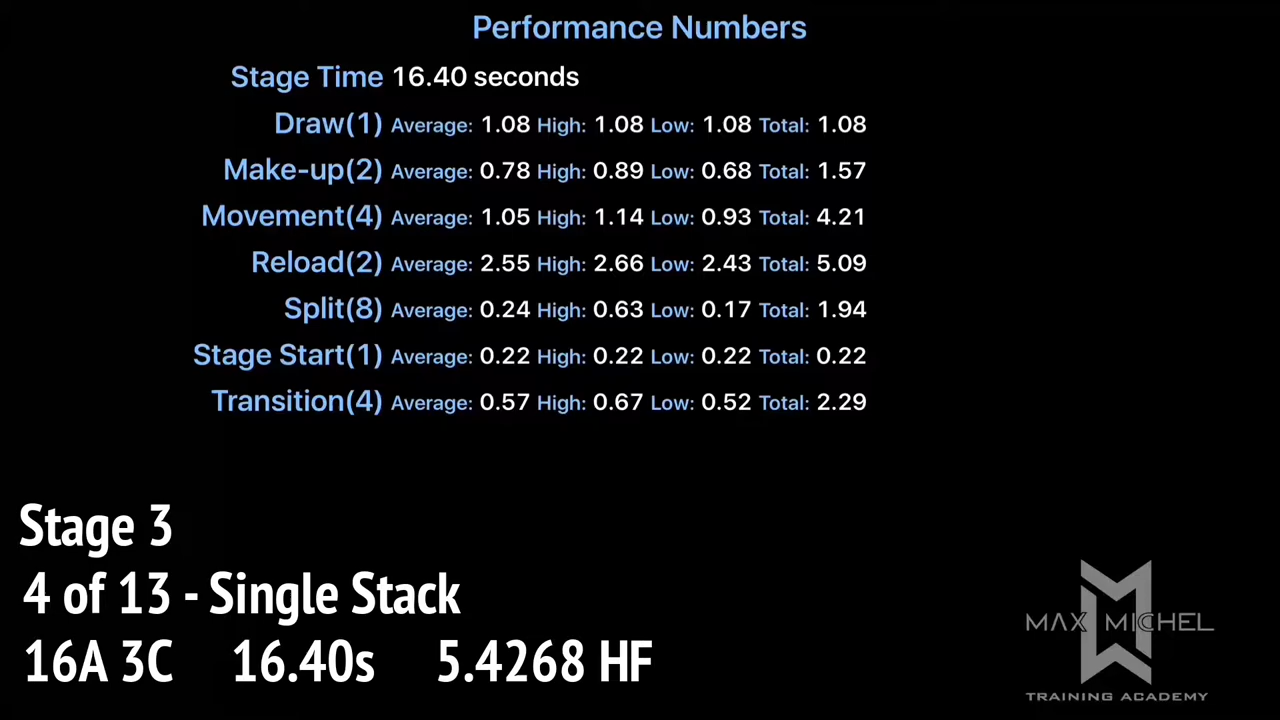 Performance Numbers
Stage Time 16.40 seconds
Draw(1) Average: 1.08 High: 1.08 Low: 1.08 Total: 1.08
Make-up(2) Average: 0.78 High: 0.89 Low: 0.68 Total: 1.57
Movement(4) Average: 1.05 High: 1.14 Low: 0.93 Total: 4.21
Reload(2) Average: 2.55 High: 2.66 Low: 2.43 Total: 5.09
Split(8) Average: 0.24 High: 0.63 Low: 0.17 Total: 1.94
Stage Start(1) Average: 0.22 High: 0.22 Low: 0.22 Total: 0.22
Transition(4) Average: 0.57 High: 0.67 Low: 0.52 Total: 2.29
Stage 3
4 of 13 - Single Stack
16A 3C 16.40s 5.4268 HF
MAX MICHEL
TRAINING ACADEMY